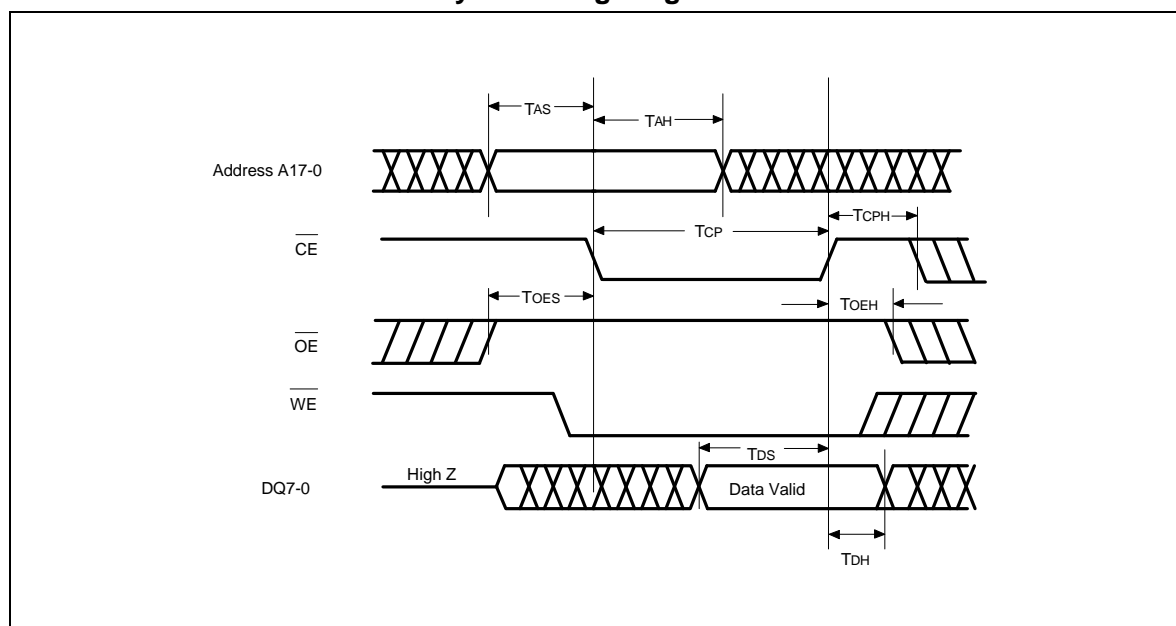 TAS
TAH
Address A17-0
TCPH
TCP
CE
TOES
TOEH
OE
WE
TDS
High Z
DQ7-0
Data Valid
TDH